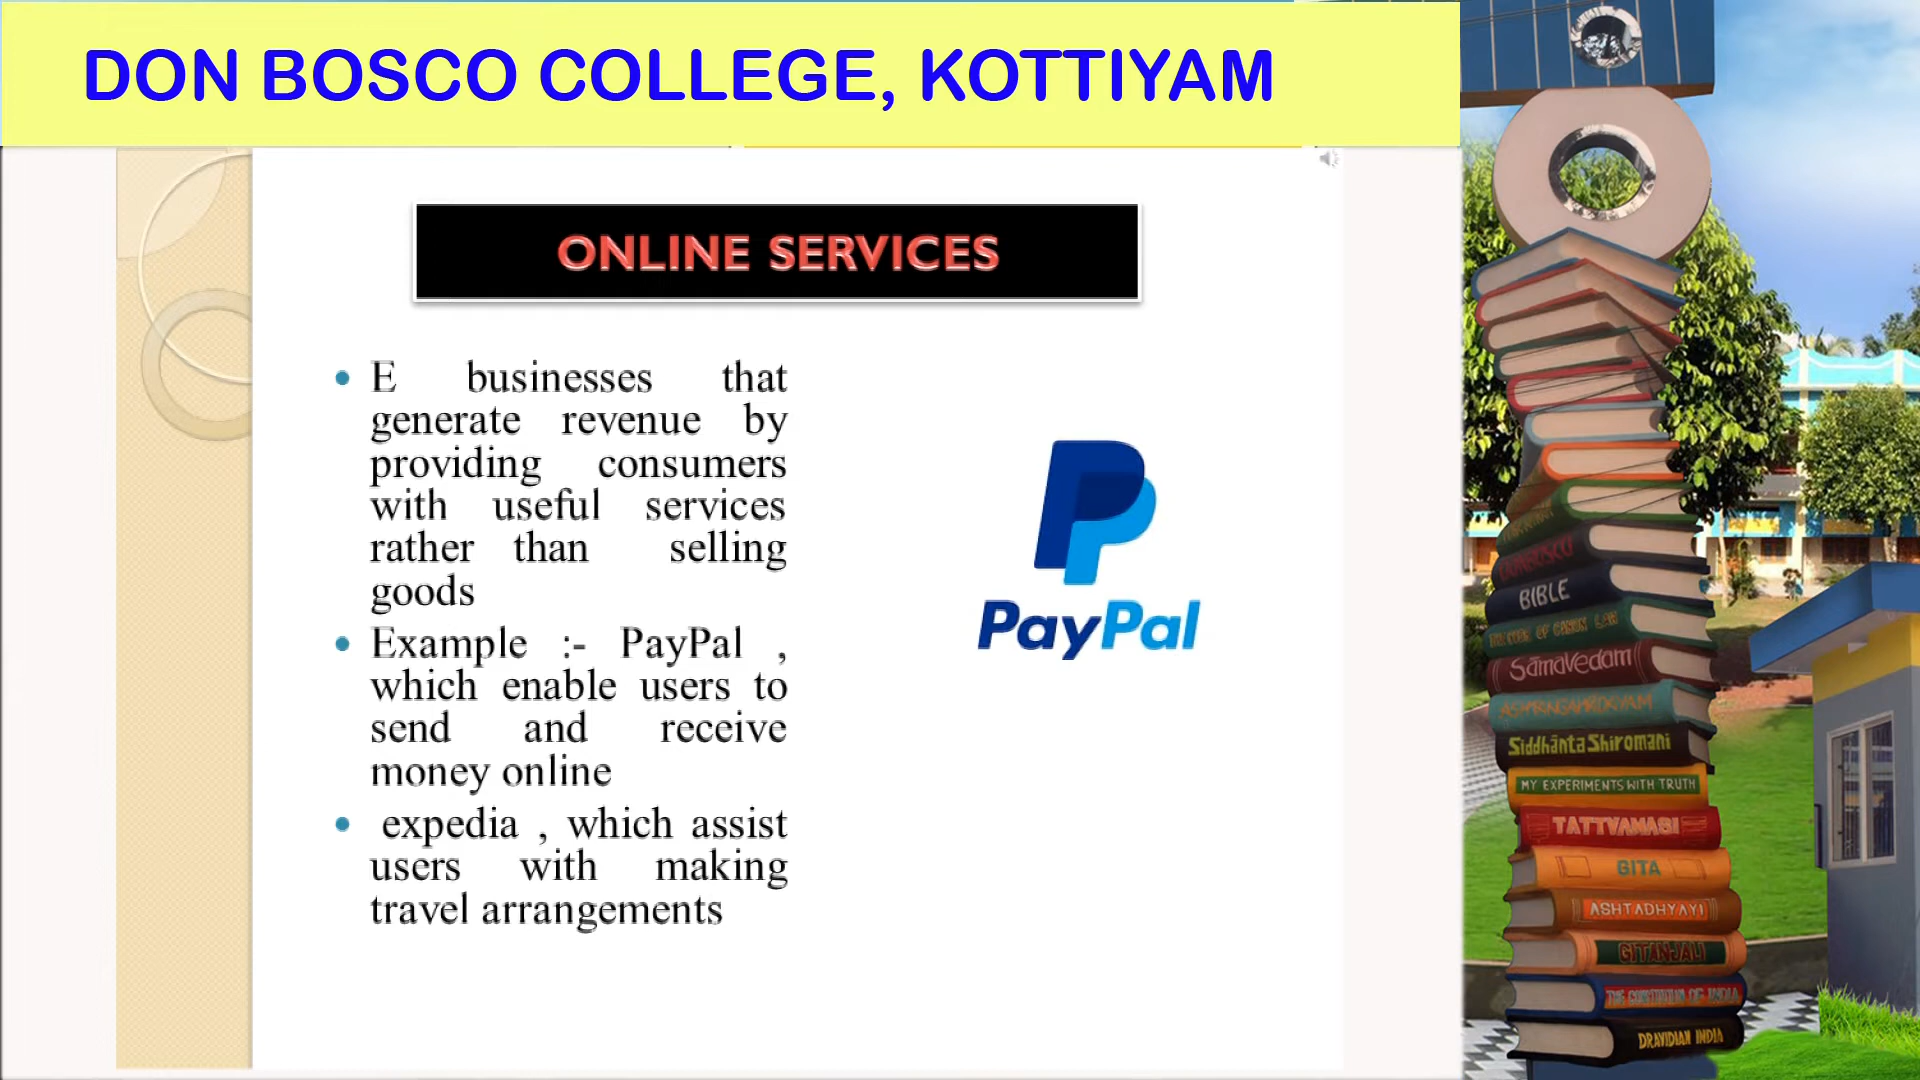 DON BOSCO COLLEGE, KOTTIYAM
ONLINE SERVICES
• E businesses that
generate revenue by
providing consumers
with useful services
rather than selling
goods
• Example :- PayPal ,
which enable users to
send and receive
money online
• expedia , which assist
users with making
travel arrangements
PayPal
BIBLE
SāmaVedam
Siddhānta Shiromani
MY EXPERIMENTS WITH TRUTH
TATTVAMASI
GITA
ASHTADHYAYI
GITANJALI
THE CONSTITUTION OF INDIA
DRAVIDIAN INDIA